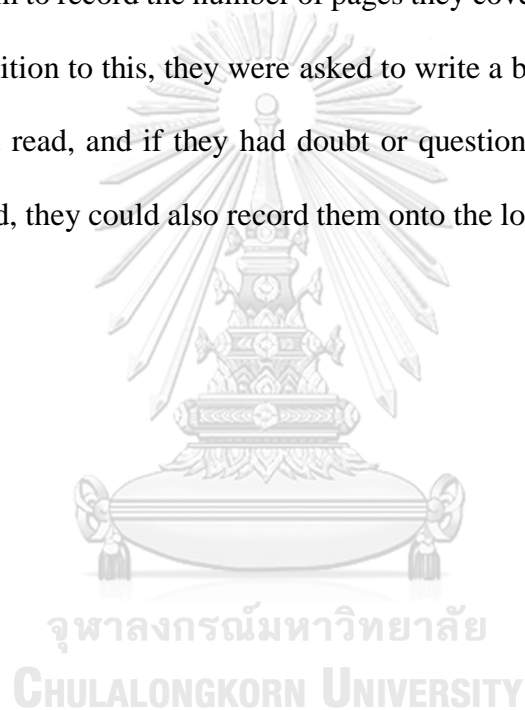 m to record the number of pages they cove
ition to this, they were asked to write a b
read, and if they had doubt or question
d, they could also record them onto the lo
จุฬาลงกรณ์มหาวิทยาลัย
CHULALONGKORN UNIVERSITY